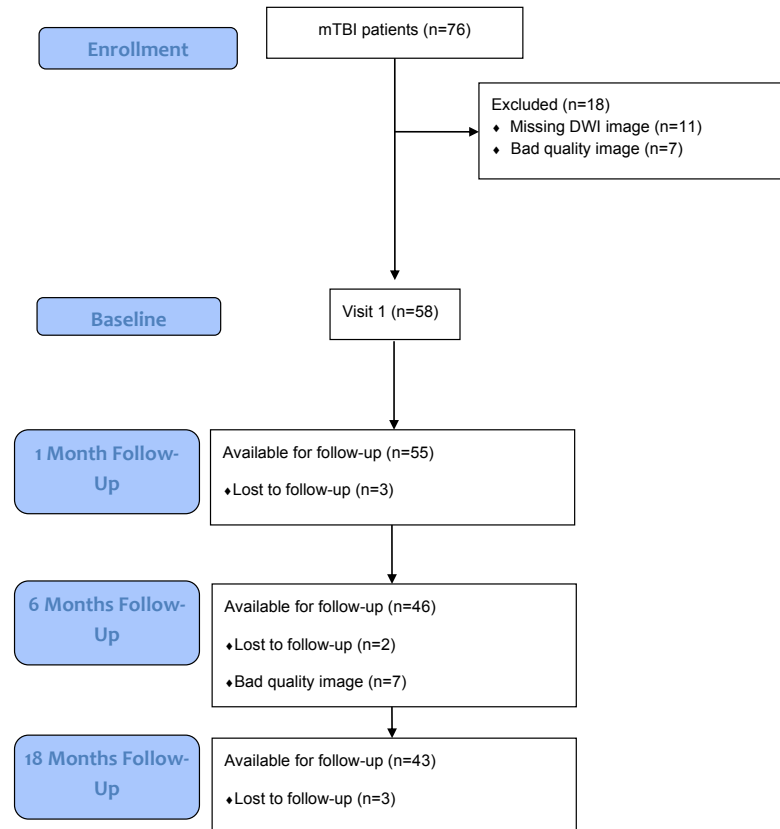 mTBI patients (n=76)
Enrollment
Excluded (n=18)
♦ Missing DWI image (n=11)
♦ Bad quality image (n=7)
Baseline
Visit 1 (n=58)
1 Month Follow-
Up
Available for follow-up (n=55)
♦Lost to follow-up (n=3)
6 Months Follow-
Up
Available for follow-up (n=46)
♦Lost to follow-up (n=2)
♦Bad quality image (n=7)
18 Months Follow-
Up
Available for follow-up (n=43)
♦Lost to follow-up (n=3)